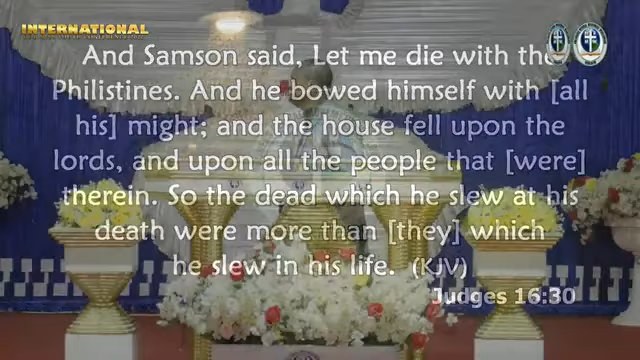 INTERNATIONAL
And Samson said, Let me die with the
Philistines. And he bowed himself with [all
his] might; and the house fell upon the
lords, and upon all the people that [were]
therein. So the dead which he slew at his
death were more than [they] which
he slew in his life. (KJV)
Judges 16:30